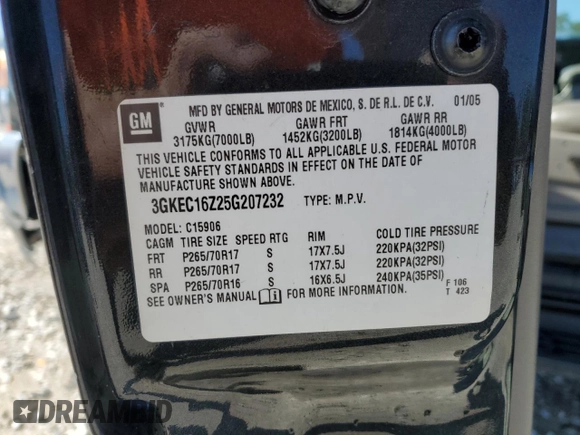 GM
MFD BY GENERAL MOTORS DE MEXICO, S. DE R.L. DE C.V. 01/05
GVWR GAWR FRT GAWR RR
3175KG(7000LB) 1452KG(3200LB) 1814KG(4000LB)
THIS VEHICLE CONFORMS TO ALL APPLICABLE U.S. FEDERAL MOTOR
VEHICLE SAFETY STANDARDS IN EFFECT ON THE DATE OF
MANUFACTURE SHOWN ABOVE.
3GKEC16Z25G207232 TYPE: M.P.V.
MODEL: C15906
CAGM TIRE SIZE SPEED RTG RIM COLD TIRE PRESSURE
FRT P265/70R17 S 17X7.5J 220KPA(32PSI)
RR P265/70R17 S 17X7.5J 220KPA(32PSI)
SPA P265/70R16 S 16X6.5J 240KPA(35PSI)
SEE OWNER'S MANUAL FOR MORE INFORMATION. F 106
T 423
DREAMBID